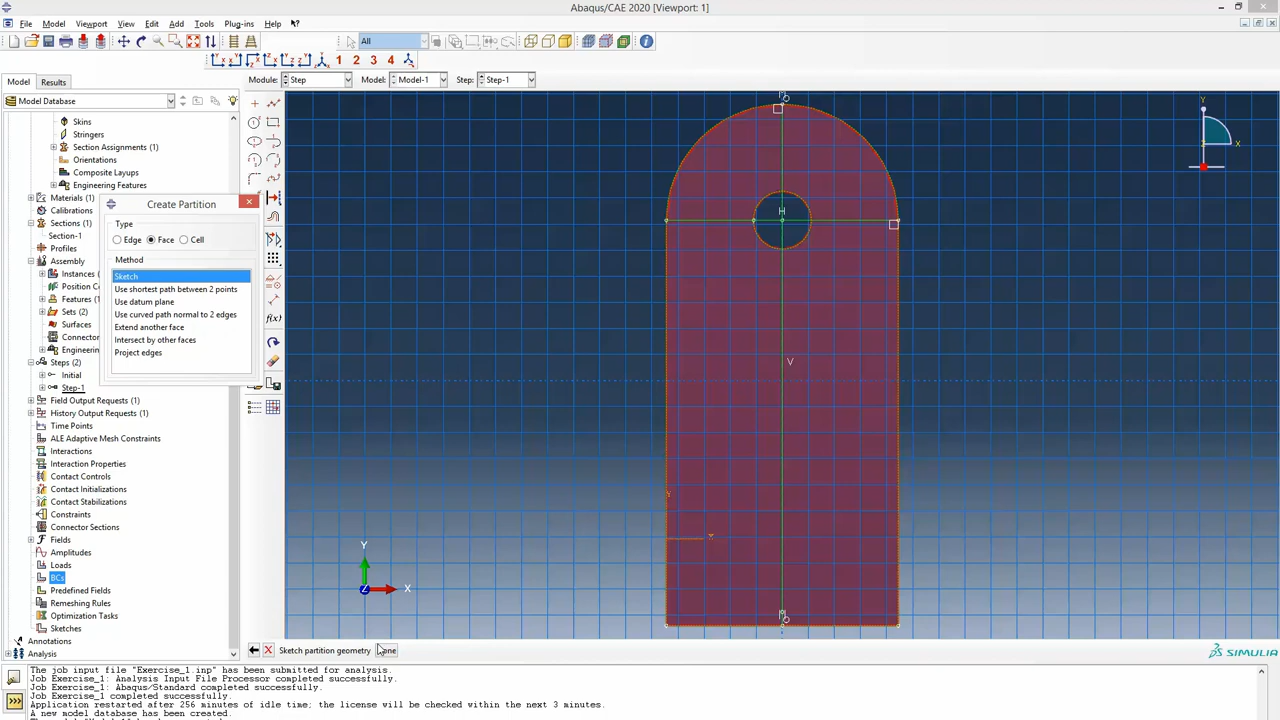 Abaqus/CAE 2020 [Viewport: 1]
File Model Viewport View Edit Add Tools Plug-ins Help
All
1 2 3 4
Model Results
Module: Step Model: Model-1 Step: Step-1
Model Database
Skins
Stringers
Section Assignments (1)
Orientations
Composite Layups
Engineering Features
Materials (1)
Calibrations
Sections (1)
Section-1
Profiles
Assembly
Instances
Position C
Features
Sets (2)
Surfaces
Connector
Engineerin
Steps (2)
Initial
Step-1
Field Output Requests (1)
History Output Requests (1)
Time Points
ALE Adaptive Mesh Constraints
Interactions
Interaction Properties
Contact Controls
Contact Initializations
Contact Stabilizations
Constraints
Connector Sections
Fields
Amplitudes
Loads
BCs
Predefined Fields
Remeshing Rules
Optimization Tasks
Sketches
Annotations
Analysis
Create Partition
Type
Edge Face Cell
Method
Sketch
Use shortest path between 2 points
Use datum plane
Use curved path normal to 2 edges
Extend another face
Intersect by other faces
Project edges
f(x)
H
V
Y
X
Y
Z X
Sketch partition geometry
SIMULIA
The job input file "Exercise_1.inp" has been submitted for analysis.
Job Exercise_1: Analysis Input File Processor completed successfully.
Job Exercise_1: Abaqus/Standard completed successfully.
Job Exercise_1 completed successfully.
Application restarted after 256 minutes of idle time; the license will be checked within the next 3 minutes.
A new model database has been created.